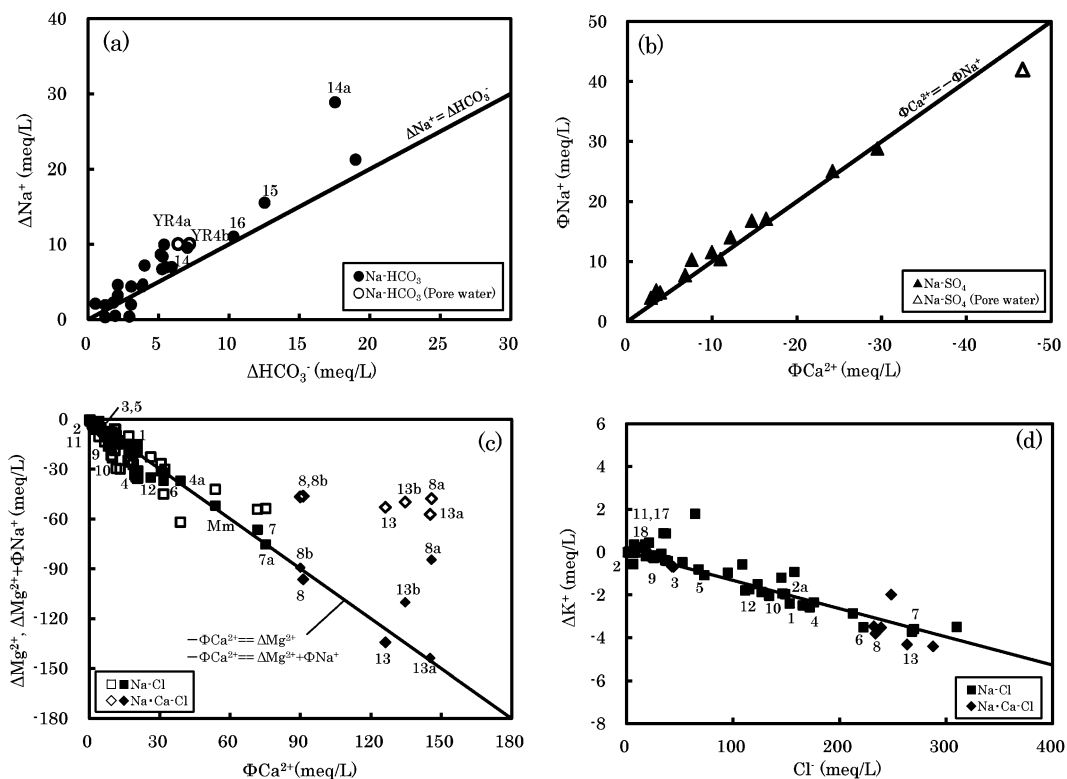 (a)
40
30
20
10
0
0 5 10 15 20 25 30
ΔNa⁺ (meq/L)
ΔHCO₃⁻ (meq/L)
14a
ΔNa⁺ = ΔHCO₃⁻
15
16
YR4a
YR4b
14
Na-HCO₃
Na-HCO₃ (Pore water)
(b)
50
40
30
20
10
0
0 -10 -20 -30 -40 -50
ΦNa⁺ (meq/L)
ΦCa²⁺ (meq/L)
ΦCa²⁺ = −ΦNa⁺
Na-SO₄
Na-SO₄ (Pore water)
(c)
0
-30
-60
-90
-120
-150
-180
0 30 60 90 120 150 180
ΔMg²⁺, ΔMg²⁺+ΦNa⁺ (meq/L)
ΦCa²⁺(meq/L)
3,5
2
1
11
9
10
4
12
6
4a
Mm
7
7a
8,8b
8b
8
13b
8a
13
13a
8a
13b
13
13a
−ΦCa²⁺== ΔMg²⁺
−ΦCa²⁺== ΔMg²⁺+ΦNa⁺
Na-Cl
Na・Ca-Cl
(d)
6
4
2
0
-2
-4
-6
-8
0 100 200 300 400
ΔK⁺ (meq/L)
Cl⁻ (meq/L)
11,17
18
2
9
3
5
12
10
2a
1
4
6
8
7
13
Na-Cl
Na・Ca-Cl